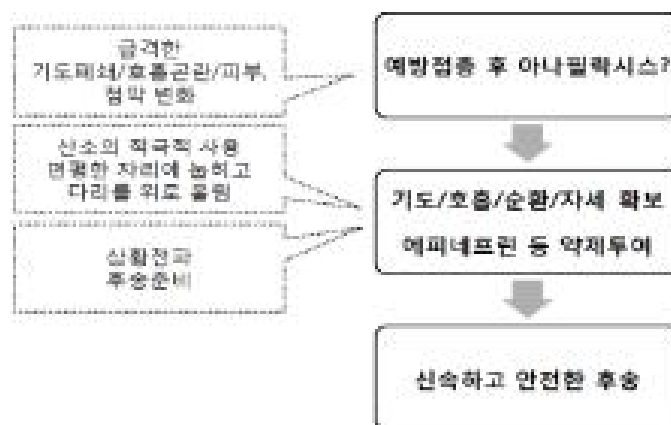 급격한
기도폐쇄/호흡곤란/피부,
점막 변화
예방접종 후 아나필락시스?
산소의 적극적 사용
편평한 자리에 눕히고
다리를 위로 올림
기도/호흡/순환/자세 확보
에피네프린 등 약제투여
상황전파
후송준비
신속하고 안전한 후송